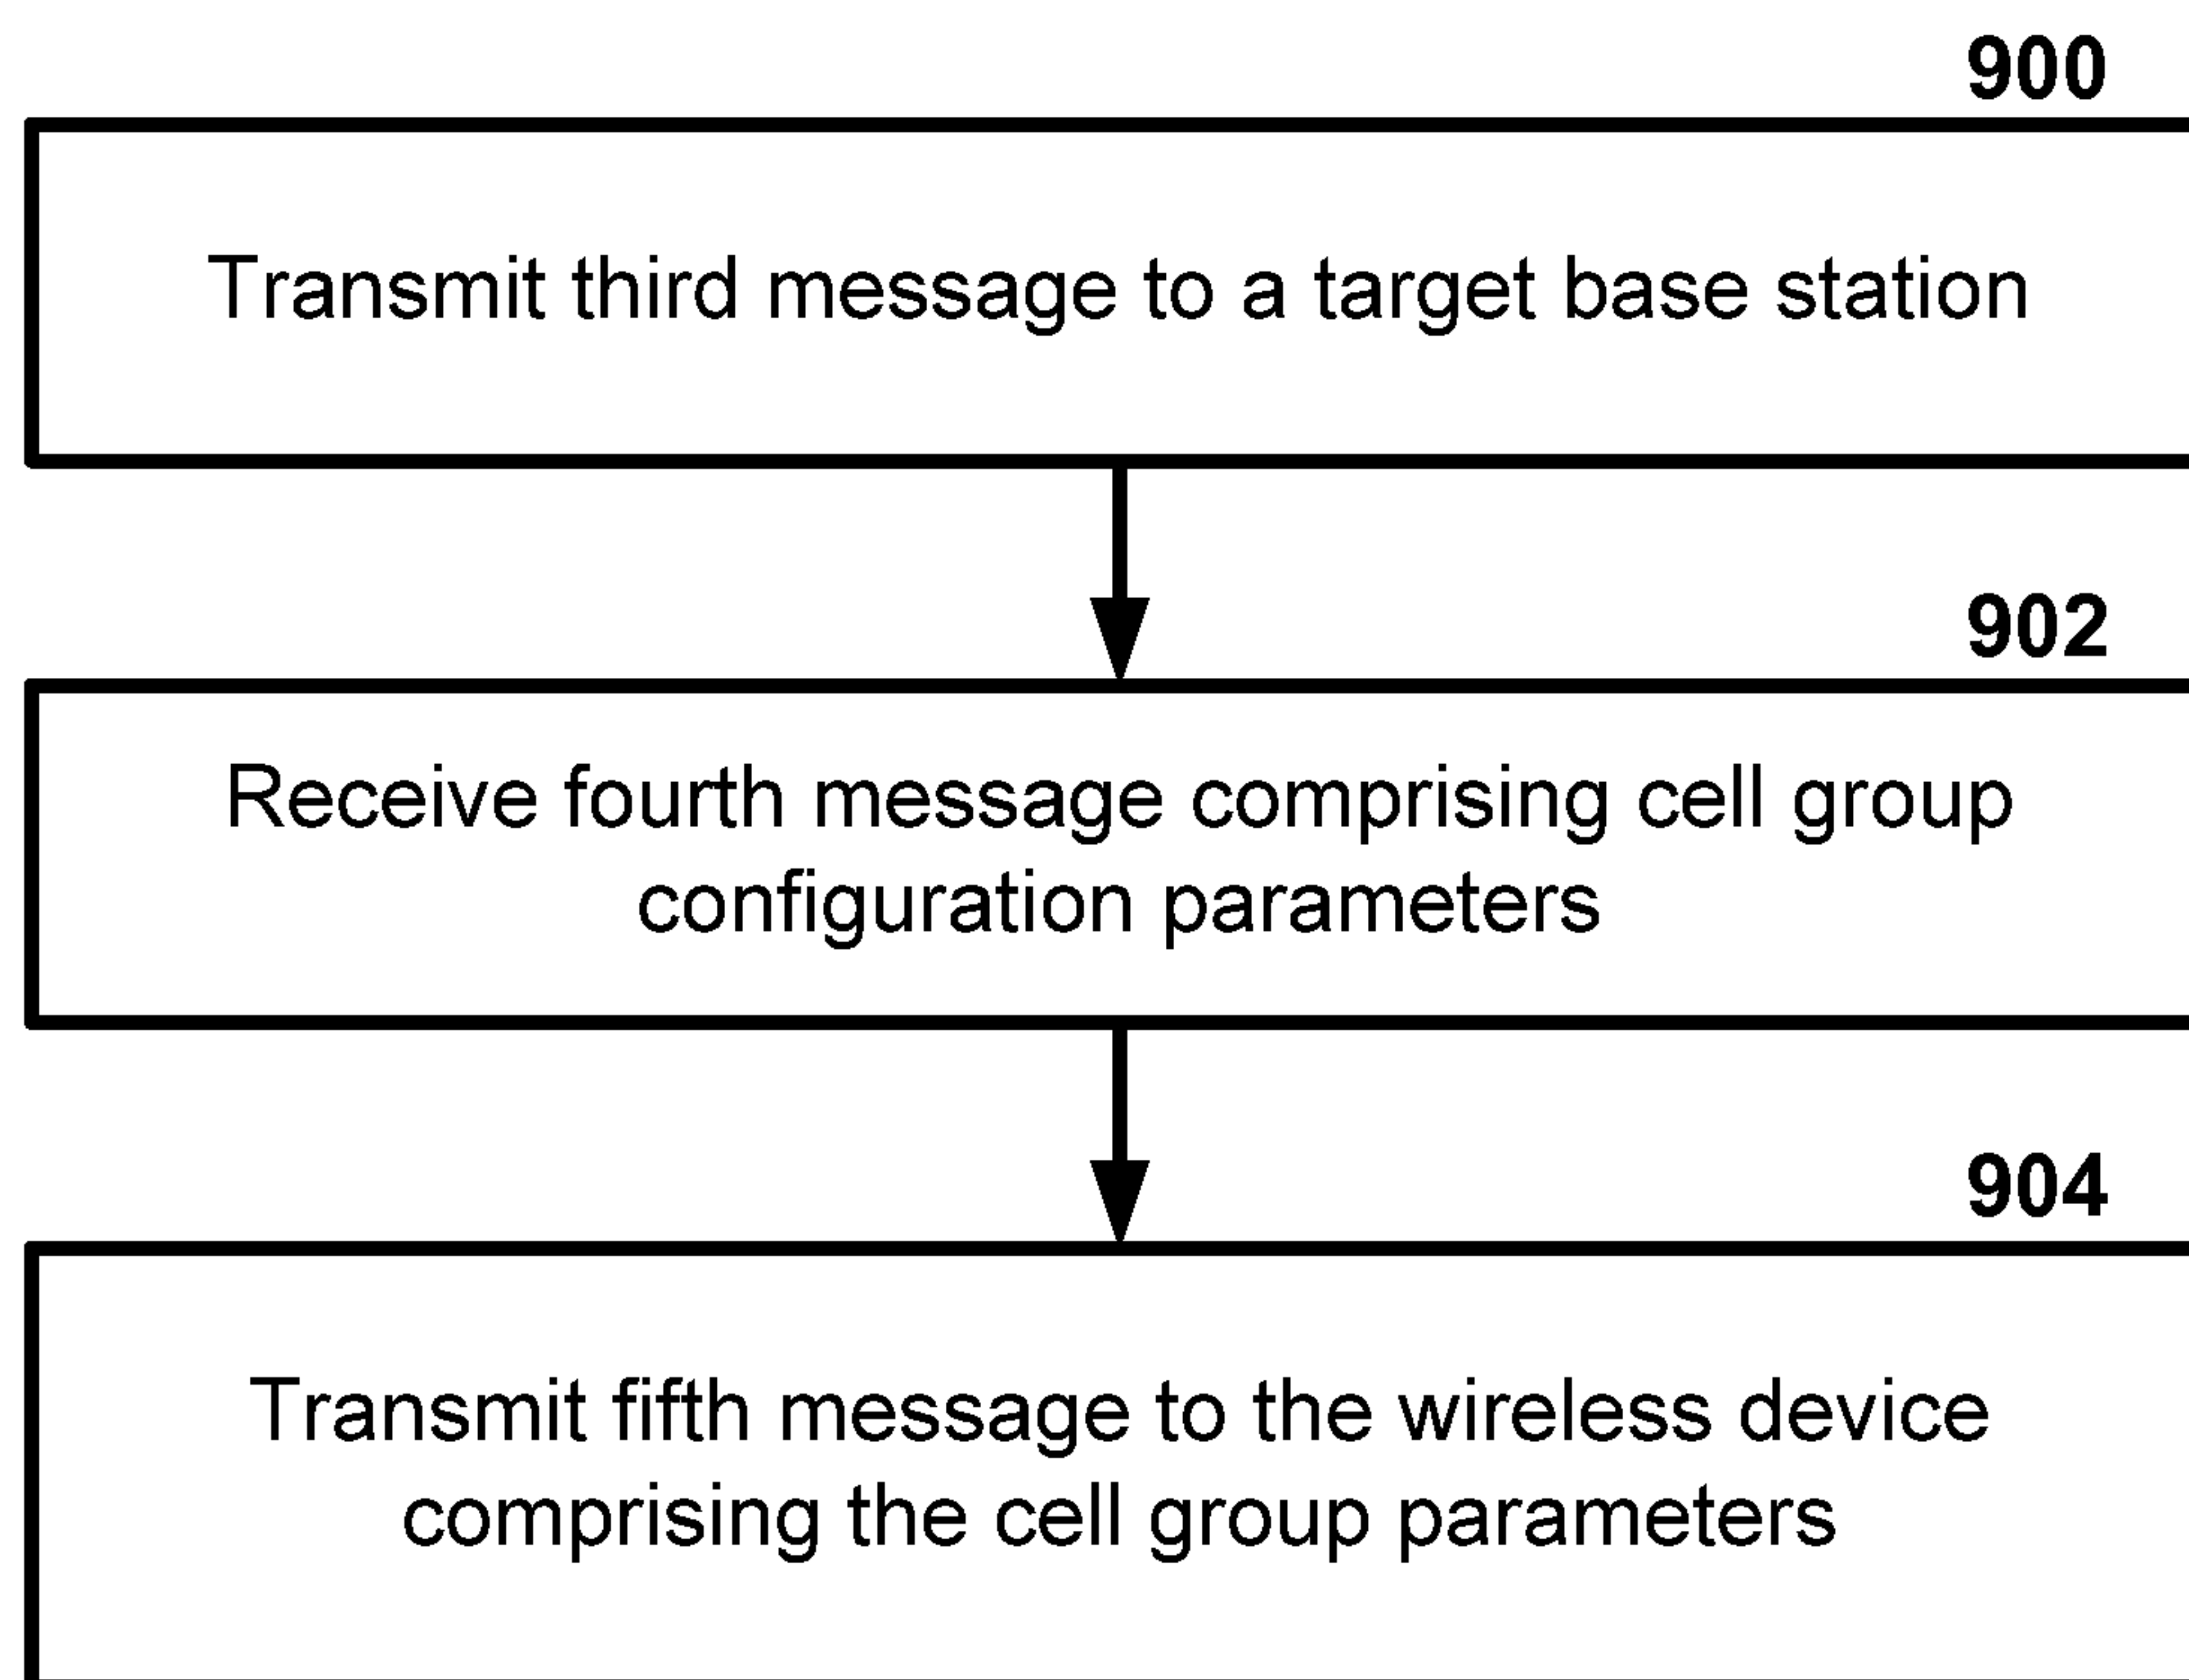 900
Transmit third message to a target base station
902
Receive fourth message comprising cell group
configuration parameters
904
Transmit fifth message to the wireless device
comprising the cell group parameters